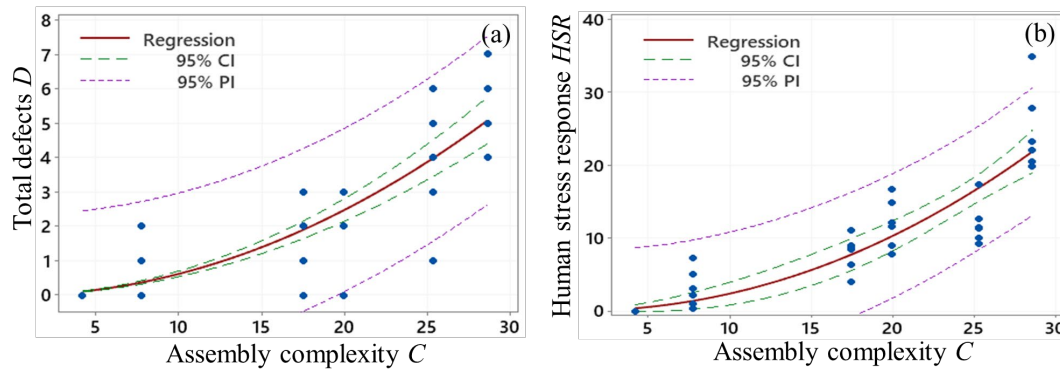 8
7
6
5
4
3
2
1
0
Total defects D
Regression
95% CI
95% PI
(a)
5 10 15 20 25 30
Assembly complexity C
40
30
20
10
0
Human stress response HSR
Regression
95% CI
95% PI
(b)
5 10 15 20 25 30
Assembly complexity C